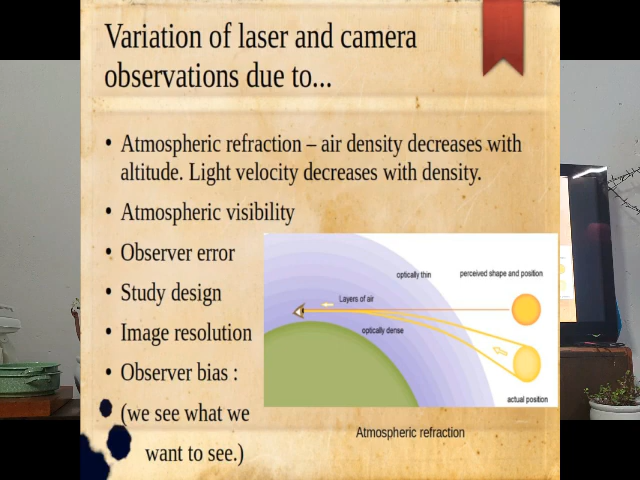 Variation of laser and camera
observations due to...
• Atmospheric refraction – air density decreases with
altitude. Light velocity decreases with density.
• Atmospheric visibility
• Observer error
• Study design
• Image resolution
• Observer bias :
(we see what we
want to see.)
optically thin
perceived shape and position
Layers of air
optically dense
actual position
Atmospheric refraction